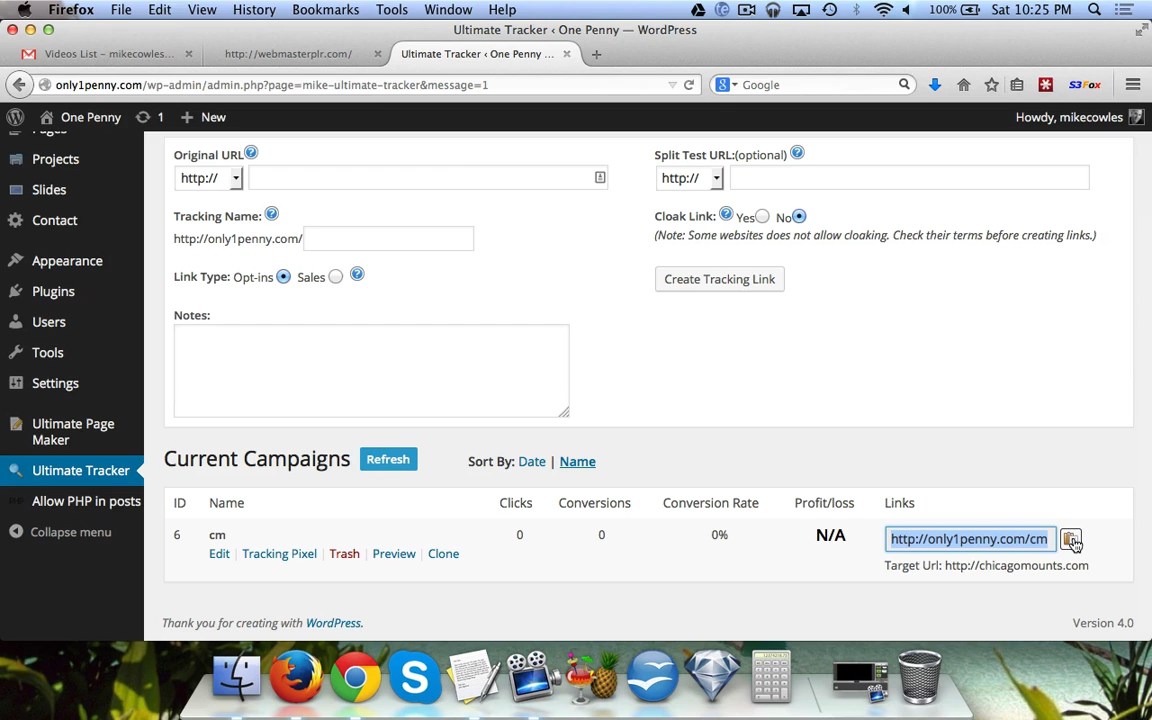 Firefox File Edit View History Bookmarks Tools Window Help 100% Sat 10:25 PM
Ultimate Tracker ‹ One Penny — WordPress
Videos List – mikecowles... × http://webmasterplr.com/ × Ultimate Tracker ‹ One Penny ... × +
only1penny.com/wp-admin/admin.php?page=mike-ultimate-tracker&message=1 Google S3Fox
One Penny 1 + New Howdy, mikecowles
Projects
Slides
Contact
Appearance
Plugins
Users
Tools
Settings
Ultimate Page
Maker
Ultimate Tracker
PHP Allow PHP in posts
Collapse menu
Original URL Split Test URL:(optional)
http:// http://
Tracking Name: Cloak Link: Yes No
http://only1penny.com/ (Note: Some websites does not allow cloaking. Check their terms before creating links.)
Link Type: Opt-ins Sales Create Tracking Link
Notes:
Current Campaigns Refresh Sort By: Date | Name
ID Name Clicks Conversions Conversion Rate Profit/loss Links
6 cm 0 0 0% N/A http://only1penny.com/cm
Edit | Tracking Pixel | Trash | Preview | Clone Target Url: http://chicagomounts.com
Thank you for creating with WordPress. Version 4.0